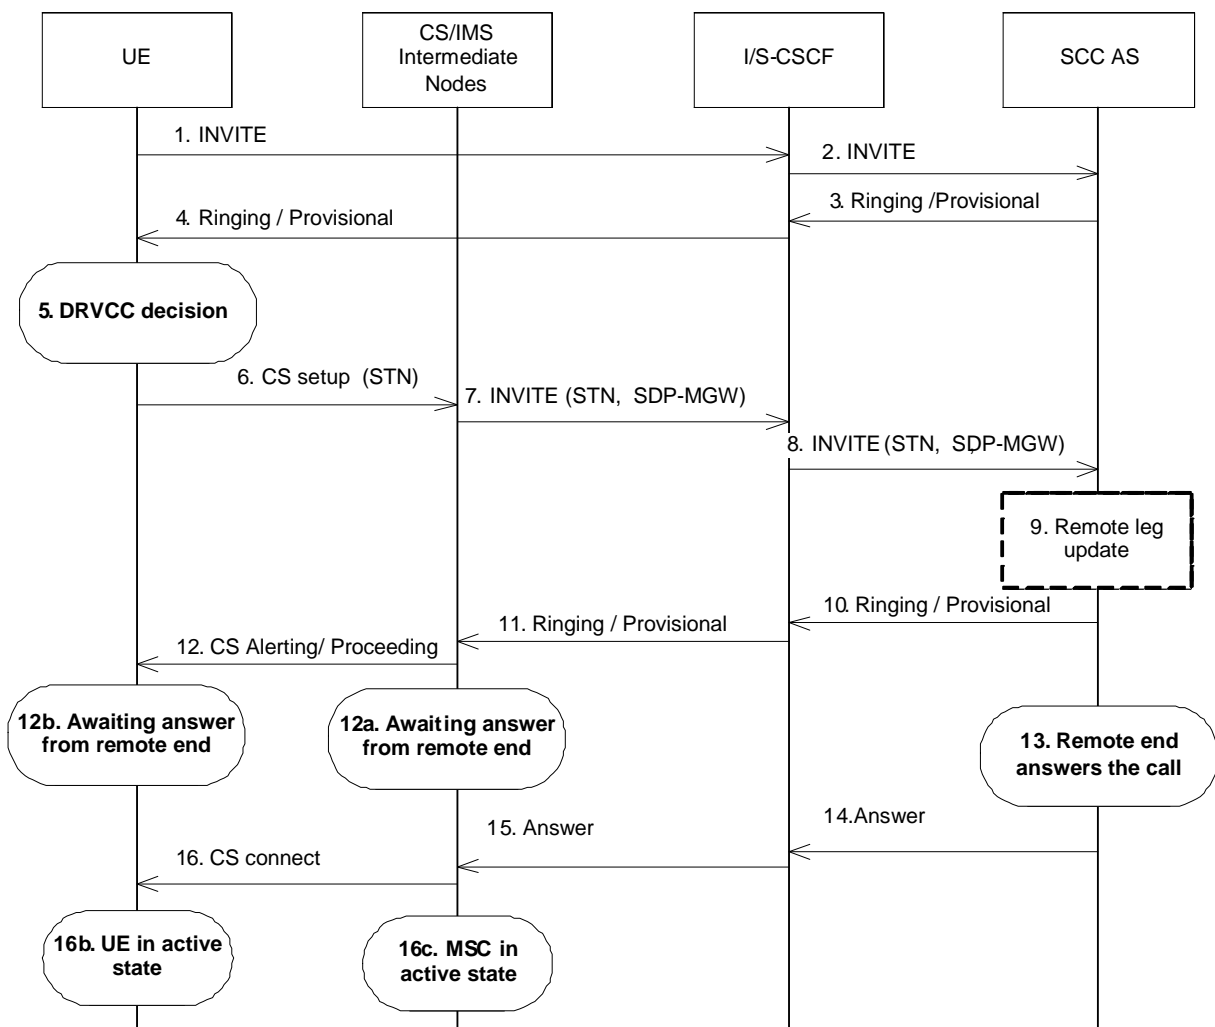 UE
CS/IMS
Intermediate
Nodes
I/S-CSCF
SCC AS
1. INVITE
2. INVITE
3. Ringing /Provisional
4. Ringing / Provisional
5. DRVCC decision
6. CS setup (STN)
7. INVITE (STN, SDP-MGW)
8. INVITE (STN, SDP-MGW)
9. Remote leg
update
10. Ringing / Provisional
11. Ringing / Provisional
12. CS Alerting/ Proceeding
12b. Awaiting answer
from remote end
12a. Awaiting answer
from remote end
13. Remote end
answers the call
14.Answer
15. Answer
16. CS connect
16b. UE in active
state
16c. MSC in
active state